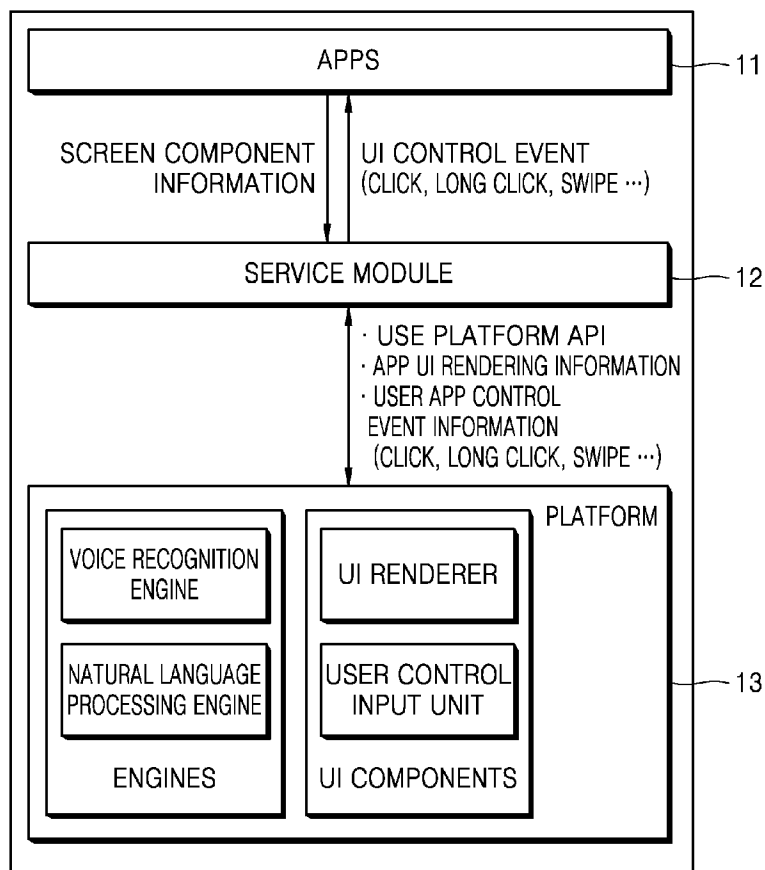 APPS
11
SCREEN COMPONENT
INFORMATION
UI CONTROL EVENT
(CLICK, LONG CLICK, SWIPE ···)
SERVICE MODULE
12
· USE PLATFORM API
· APP UI RENDERING INFORMATION
· USER APP CONTROL
EVENT INFORMATION
(CLICK, LONG CLICK, SWIPE ···)
PLATFORM
VOICE RECOGNITION
ENGINE
NATURAL LANGUAGE
PROCESSING ENGINE
ENGINES
UI RENDERER
USER CONTROL
INPUT UNIT
UI COMPONENTS
13